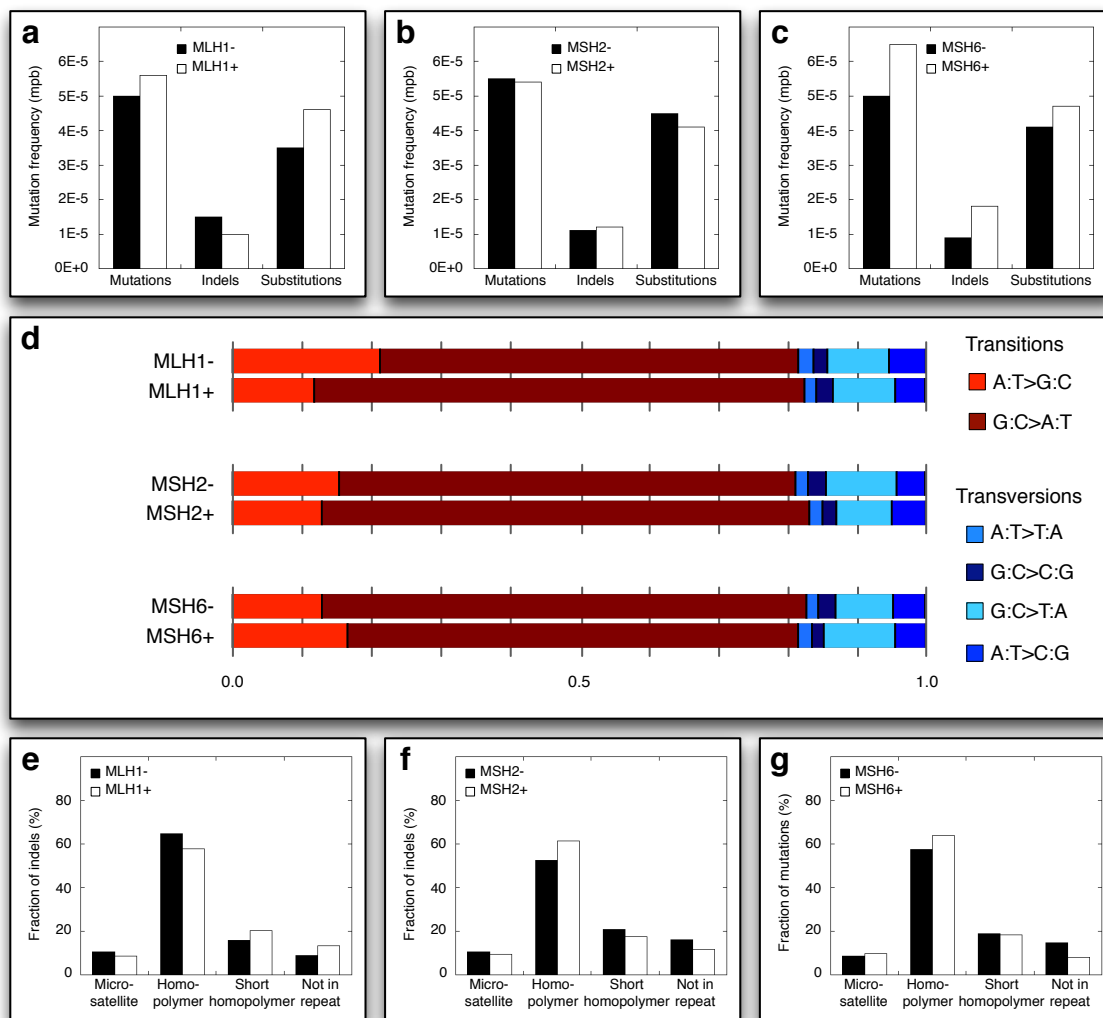 a
MLH1-
MLH1+
Mutation frequency (mpb)
6E-5
5E-5
4E-5
3E-5
2E-5
1E-5
0E+0
Mutations Indels Substitutions
b
MSH2-
MSH2+
Mutation frequency (mpb)
6E-5
5E-5
4E-5
3E-5
2E-5
1E-5
0E+0
Mutations Indels Substitutions
c
MSH6-
MSH6+
Mutation frequency (mpb)
6E-5
5E-5
4E-5
3E-5
2E-5
1E-5
0E+0
Mutations Indels Substitutions
d
MLH1-
MLH1+
MSH2-
MSH2+
MSH6-
MSH6+
0.0 0.5 1.0
Transitions
A:T>G:C
G:C>A:T
Transversions
A:T>T:A
G:C>C:G
G:C>T:A
A:T>C:G
e
MLH1-
MLH1+
Fraction of indels (%)
80
60
40
20
0
Micro- Homo- Short Not in
satellite polymer homopolymer repeat
f
MSH2-
MSH2+
Fraction of indels (%)
80
60
40
20
0
Micro- Homo- Short Not in
satellite polymer homopolymer repeat
g
MSH6-
MSH6+
Fraction of mutations (%)
80
60
40
20
0
Micro- Homo- Short Not in
satellite polymer homopolymer repeat